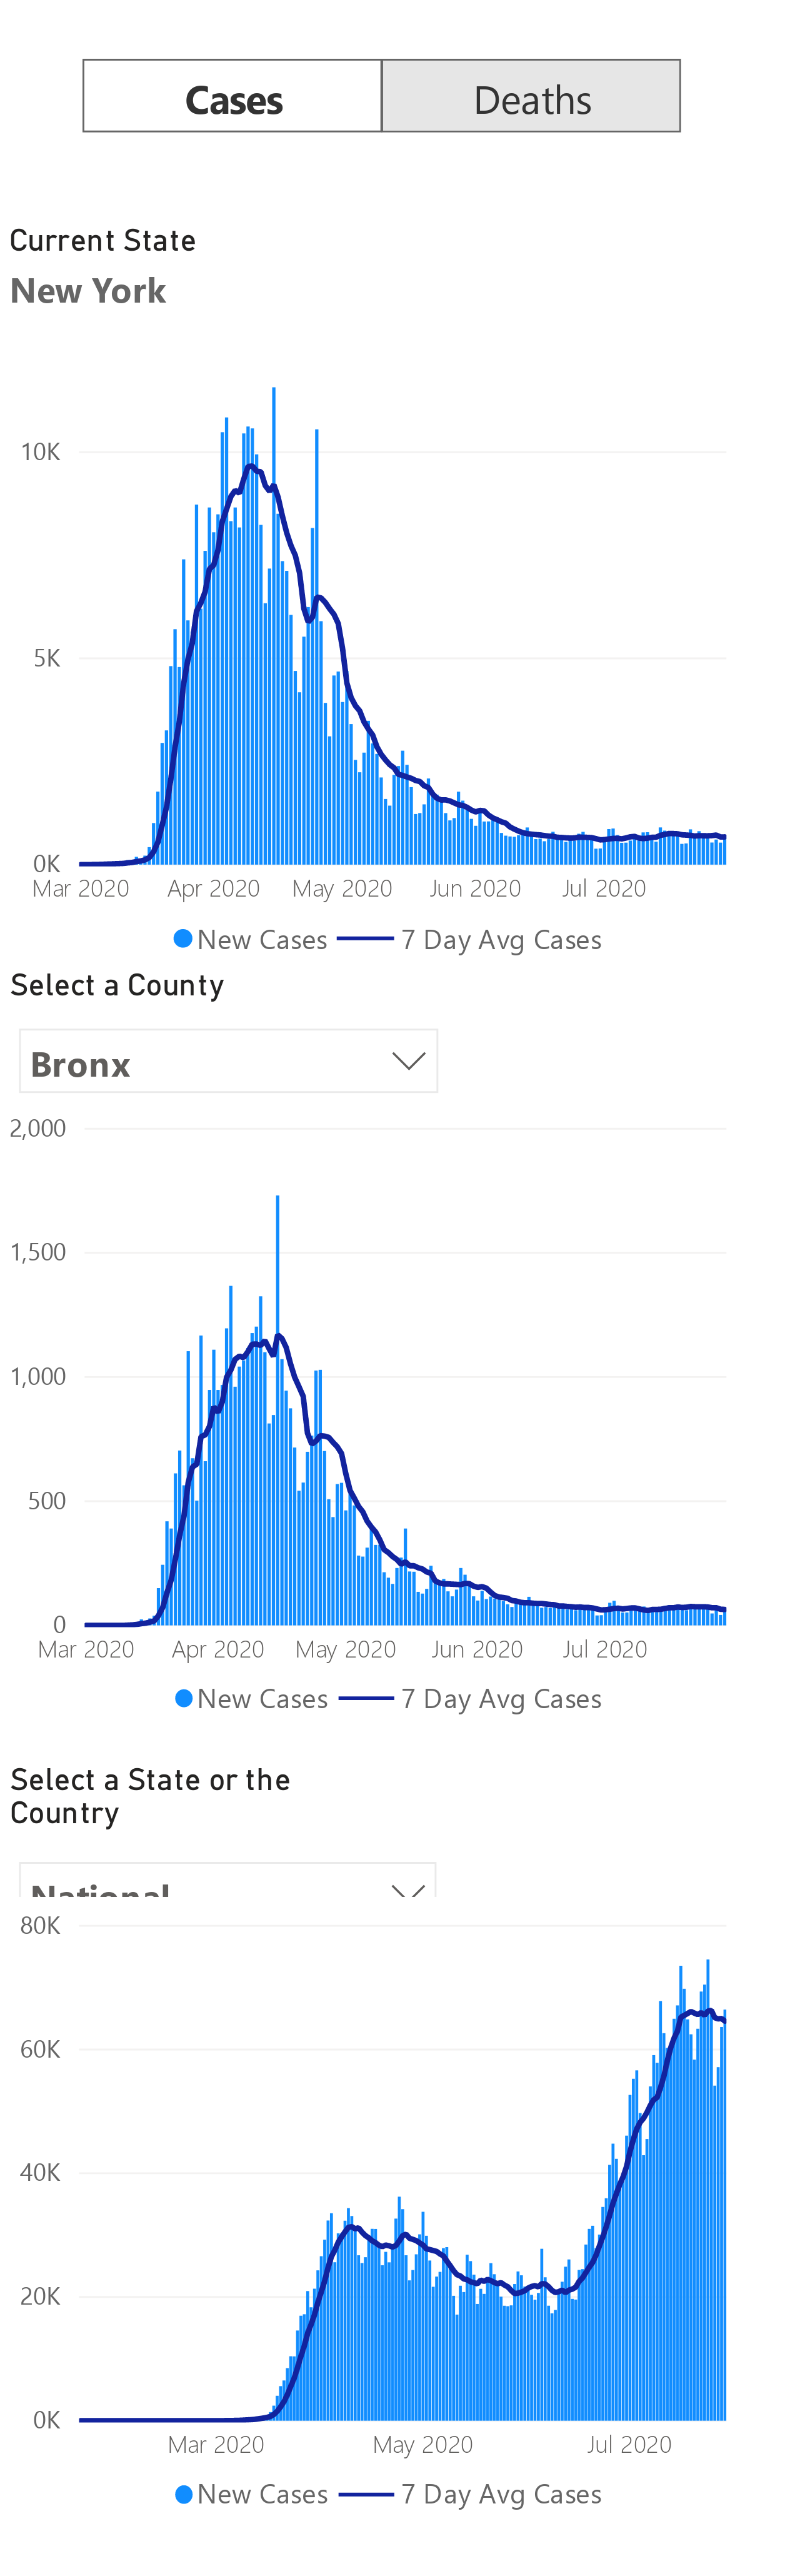 Cases Deaths
Current State
New York
10K
5K
0K
Mar 2020 Apr 2020 May 2020 Jun 2020 Jul 2020
New Cases 7 Day Avg Cases
Select a County
Bronx
2,000
1,500
1,000
500
0
Mar 2020 Apr 2020 May 2020 Jun 2020 Jul 2020
New Cases 7 Day Avg Cases
Select a State or the
Country
National
80K
60K
40K
20K
0K
Mar 2020 May 2020 Jul 2020
New Cases 7 Day Avg Cases